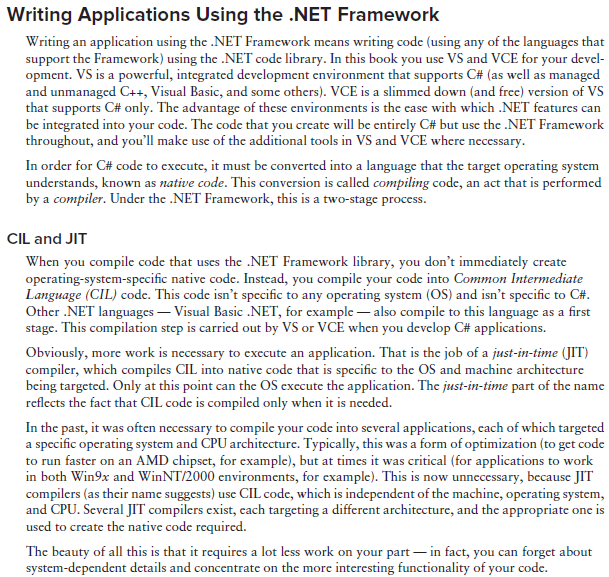 Writing Applications Using the .NET Framework
Writing an application using the .NET Framework means writing code (using any of the languages that
support the Framework) using the .NET code library. In this book you use VS and VCE for your devel-
opment. VS is a powerful, integrated development environment that supports C# (as well as managed
and unmanaged C++, Visual Basic, and some others). VCE is a slimmed down (and free) version of VS
that supports C# only. The advantage of these environments is the ease with which .NET features can
be integrated into your code. The code that you create will be entirely C# but use the .NET Framework
throughout, and you'll make use of the additional tools in VS and VCE where necessary.
In order for C# code to execute, it must be converted into a language that the target operating system
understands, known as native code. This conversion is called compiling code, an act that is performed
by a compiler. Under the .NET Framework, this is a two-stage process.
CIL and JIT
When you compile code that uses the .NET Framework library, you don't immediately create
operating-system-specific native code. Instead, you compile your code into Common Intermediate
Language (CIL) code. This code isn't specific to any operating system (OS) and isn't specific to C#.
Other .NET languages — Visual Basic .NET, for example — also compile to this language as a first
stage. This compilation step is carried out by VS or VCE when you develop C# applications.
Obviously, more work is necessary to execute an application. That is the job of a just-in-time (JIT)
compiler, which compiles CIL into native code that is specific to the OS and machine architecture
being targeted. Only at this point can the OS execute the application. The just-in-time part of the name
reflects the fact that CIL code is compiled only when it is needed.
In the past, it was often necessary to compile your code into several applications, each of which targeted
a specific operating system and CPU architecture. Typically, this was a form of optimization (to get code
to run faster on an AMD chipset, for example), but at times it was critical (for applications to work
in both Win9x and WinNT/2000 environments, for example). This is now unnecessary, because JIT
compilers (as their name suggests) use CIL code, which is independent of the machine, operating system,
and CPU. Several JIT compilers exist, each targeting a different architecture, and the appropriate one is
used to create the native code required.
The beauty of all this is that it requires a lot less work on your part — in fact, you can forget about
system-dependent details and concentrate on the more interesting functionality of your code.